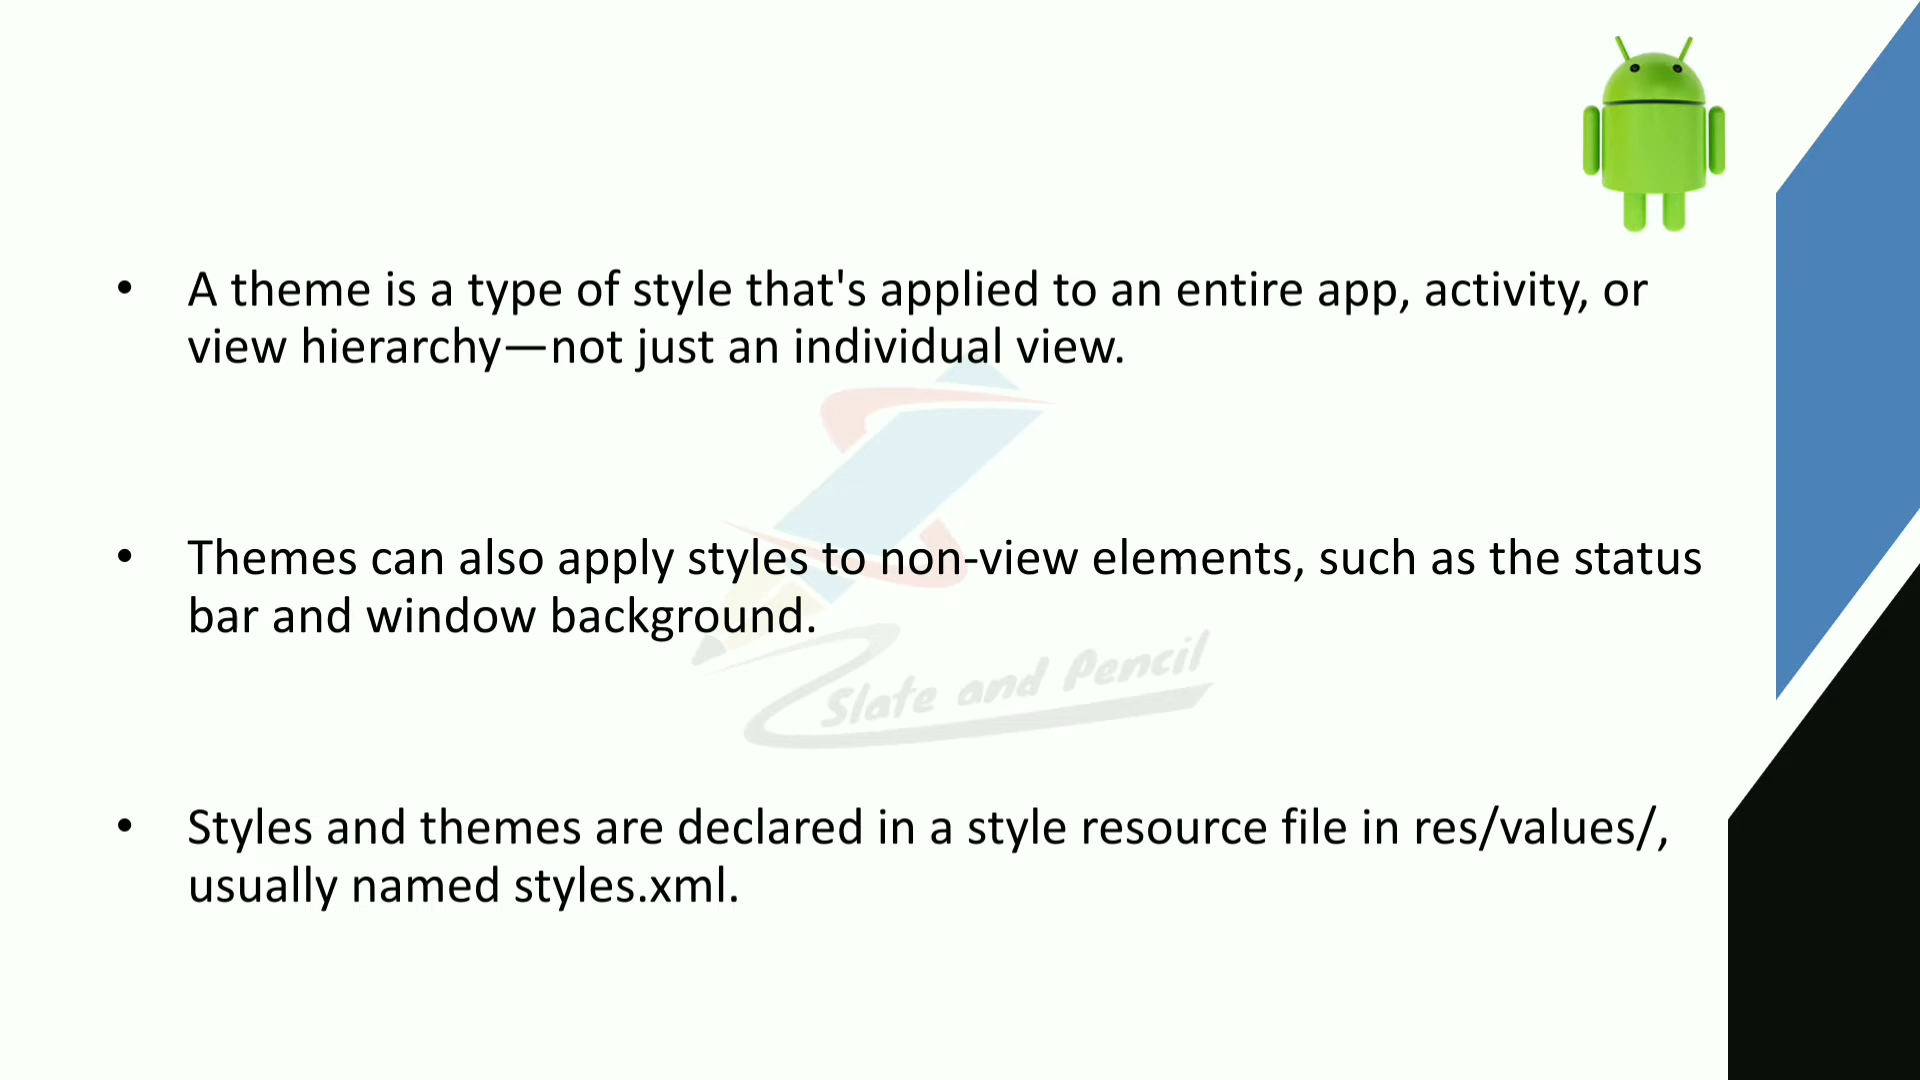 • A theme is a type of style that's applied to an entire app, activity, or
view hierarchy—not just an individual view.
• Themes can also apply styles to non-view elements, such as the status
bar and window background.
Slate and Pencil
• Styles and themes are declared in a style resource file in res/values/,
usually named styles.xml.